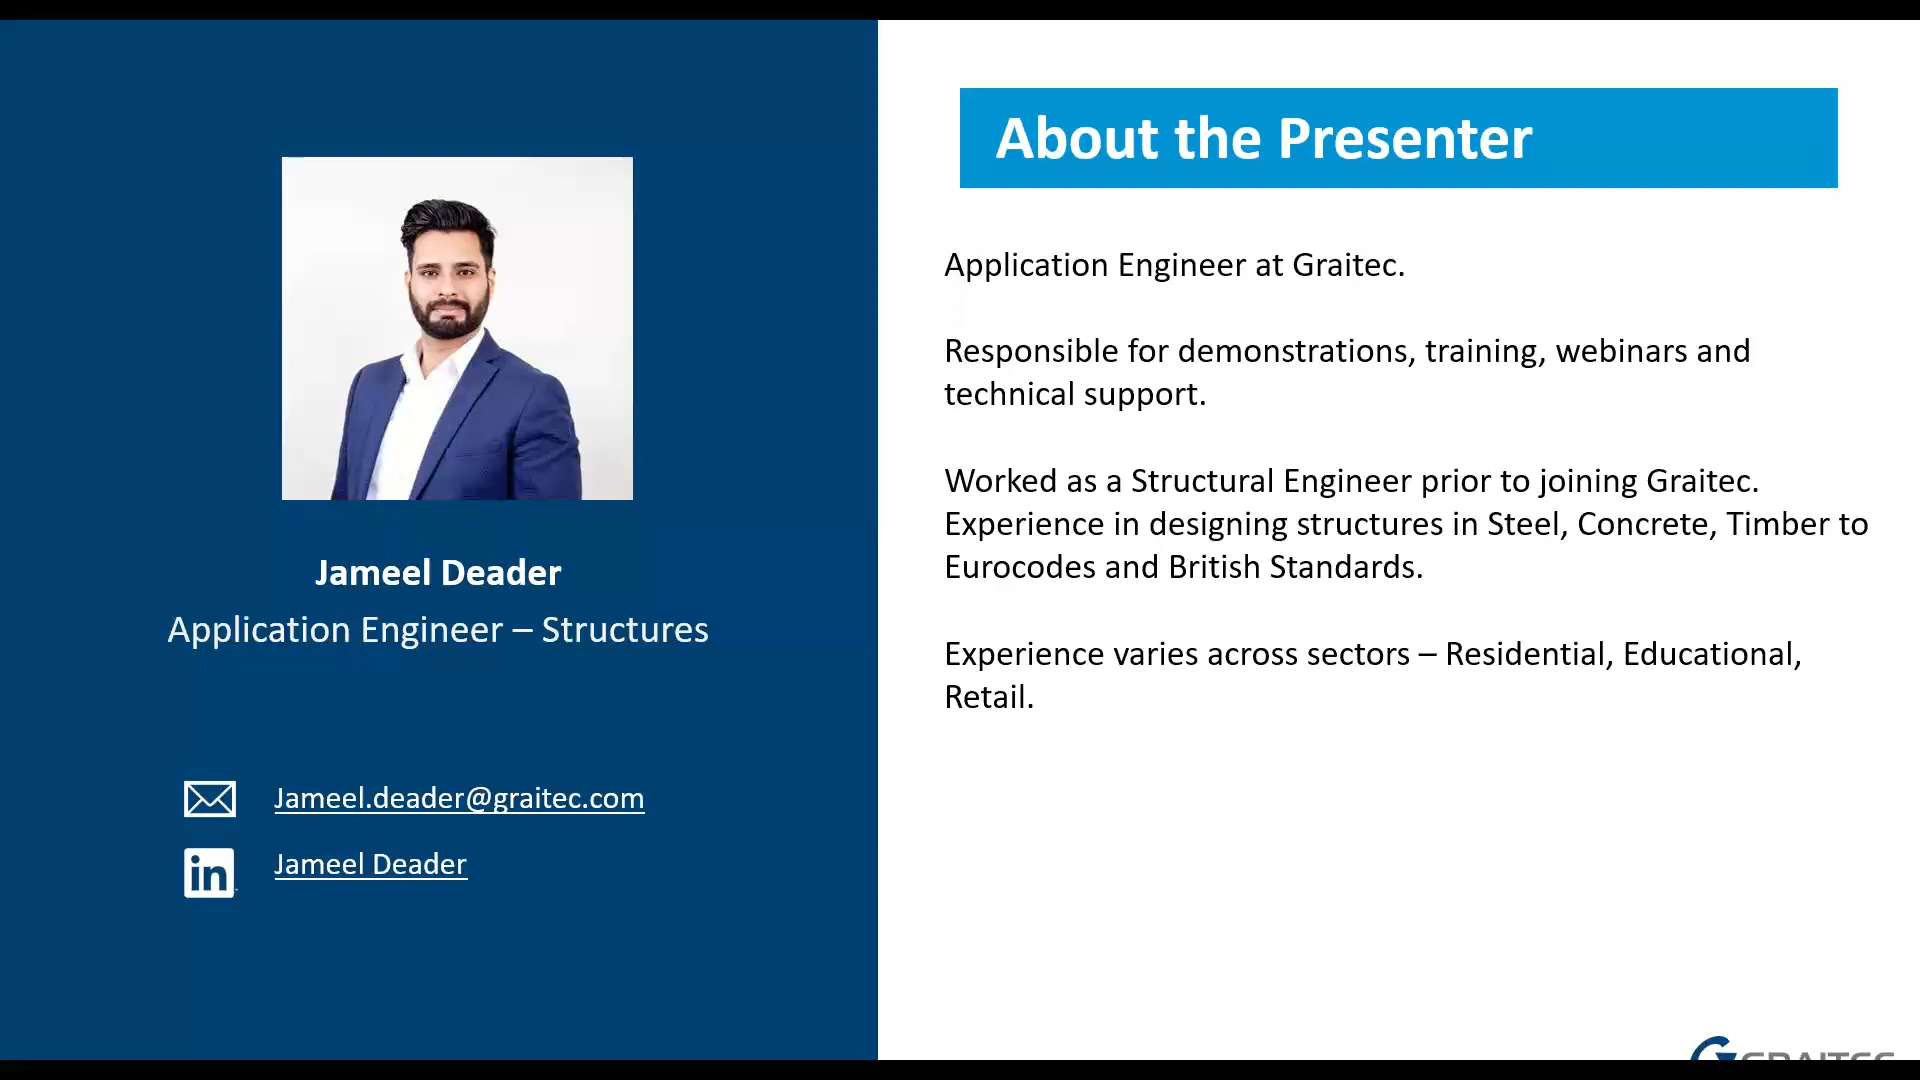 About the Presenter
Jameel Deader
Application Engineer – Structures
Jameel.deader@graitec.com
in
Jameel Deader
Application Engineer at Graitec.
Responsible for demonstrations, training, webinars and
technical support.
Worked as a Structural Engineer prior to joining Graitec.
Experience in designing structures in Steel, Concrete, Timber to
Eurocodes and British Standards.
Experience varies across sectors – Residential, Educational,
Retail.
GRAITEC